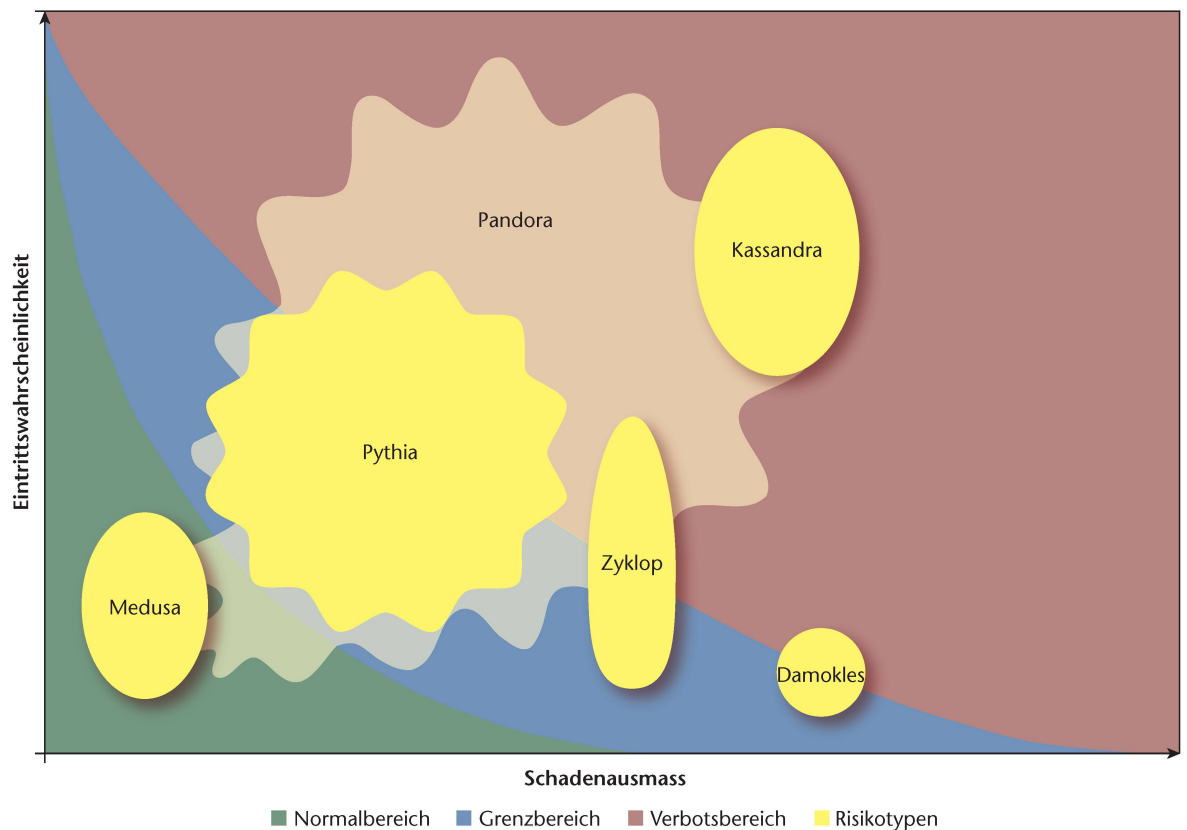 Pandora
Kassandra
Pythia
Zyklop
Medusa
Damokles
Eintrittswahrscheinlichkeit
Schadenausmass
Normalbereich
Grenzbereich
Verbotsbereich
Risikotypen